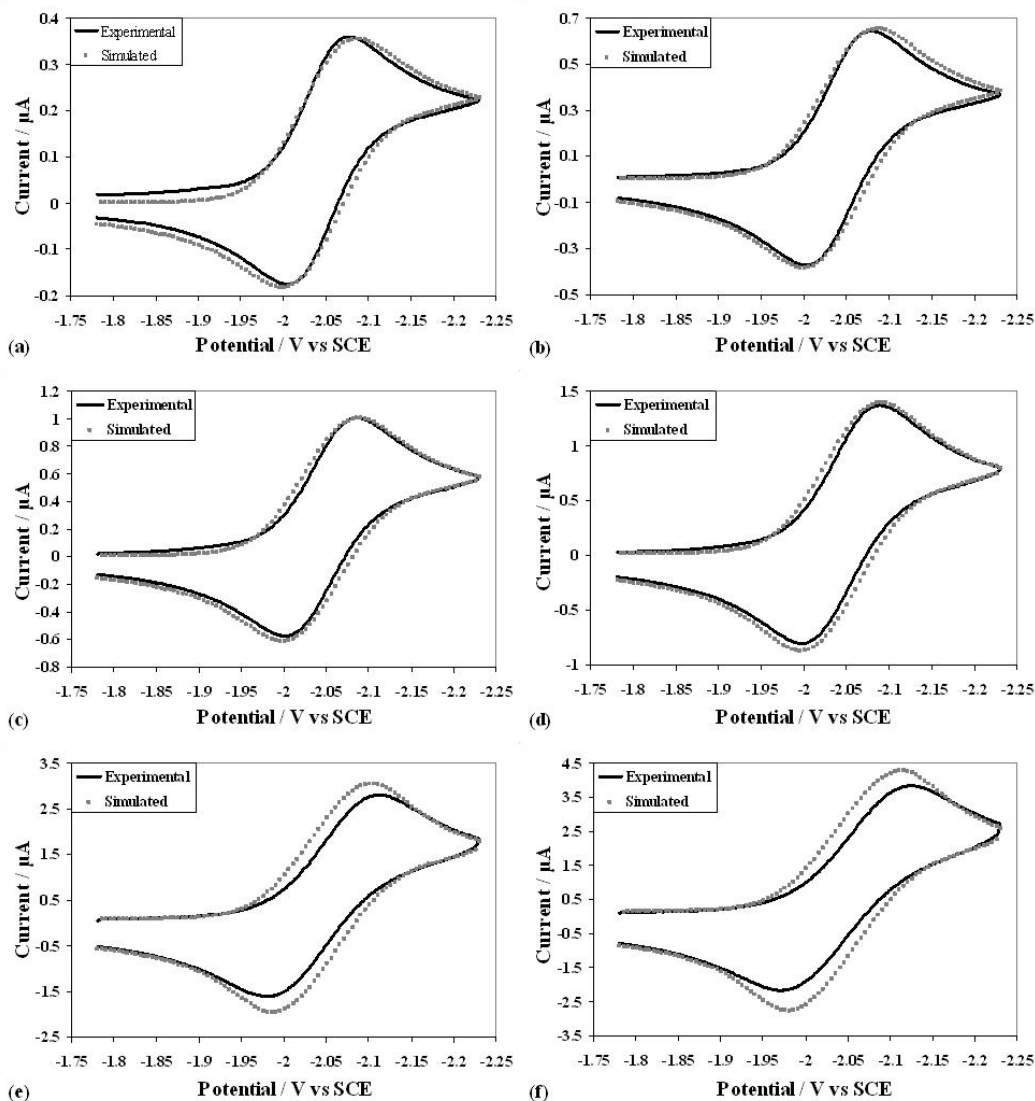 0.4
0.3
0.2
0.1
0
-0.1
-0.2
Current / µA
Experimental
Simulated
-1.75 -1.8 -1.85 -1.9 -1.95 -2 -2.05 -2.1 -2.15 -2.2 -2.25
(a) Potential / V vs SCE
0.7
0.5
0.3
0.1
-0.1
-0.3
-0.5
Current / µA
Experimental
Simulated
-1.75 -1.8 -1.85 -1.9 -1.95 -2 -2.05 -2.1 -2.15 -2.2 -2.25
(b) Potential / V vs SCE
1.2
1
0.8
0.6
0.4
0.2
0
-0.2
-0.4
-0.6
-0.8
Current / µA
Experimental
Simulated
-1.75 -1.8 -1.85 -1.9 -1.95 -2 -2.05 -2.1 -2.15 -2.2 -2.25
(c) Potential / V vs SCE
1.5
1
0.5
0
-0.5
-1
Current / µA
Experimental
Simulated
-1.75 -1.8 -1.85 -1.9 -1.95 -2 -2.05 -2.1 -2.15 -2.2 -2.25
(d) Potential / V vs SCE
3.5
2.5
1.5
0.5
-0.5
-1.5
-2.5
Current / µA
Experimental
Simulated
-1.75 -1.8 -1.85 -1.9 -1.95 -2 -2.05 -2.1 -2.15 -2.2 -2.25
(e) Potential / V vs SCE
4.5
3.5
2.5
1.5
0.5
-0.5
-1.5
-2.5
-3.5
Current / µA
Experimental
Simulated
-1.75 -1.8 -1.85 -1.9 -1.95 -2 -2.05 -2.1 -2.15 -2.2 -2.25
(f) Potential / V vs SCE